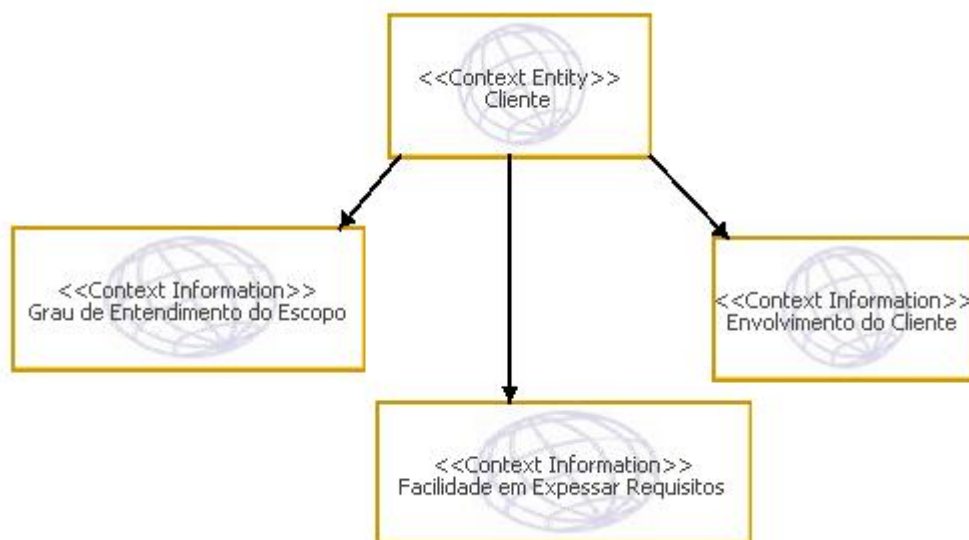 <<Context Entity>>
Cliente
<<Context Information>>
Grau de Entendimento do Escopo
<<Context Information>>
Envolvimento do Cliente
<<Context Information>>
Facilidade em Expessar Requisitos